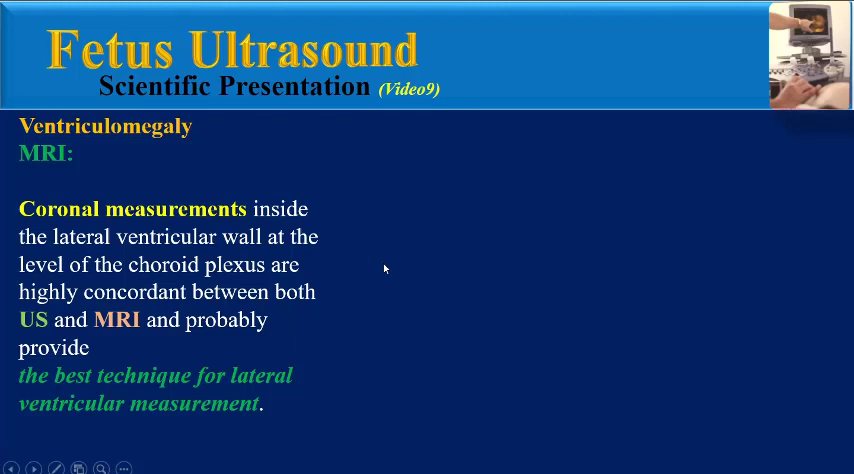 Fetus Ultrasound
Scientific Presentation (Video9)
Ventriculomegaly
MRI:
Coronal measurements inside
the lateral ventricular wall at the
level of the choroid plexus are
highly concordant between both
US and MRI and probably
provide
the best technique for lateral
ventricular measurement.